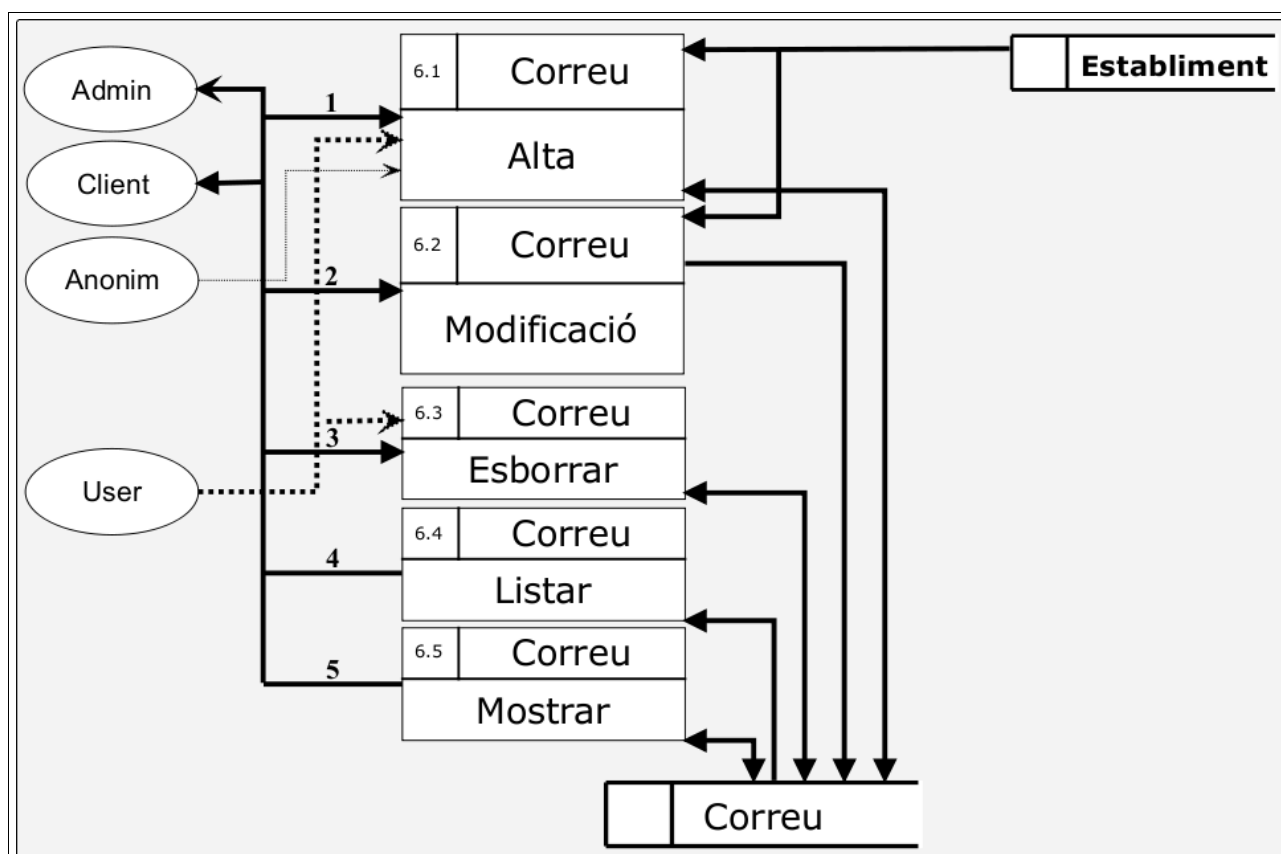 Admin
Client
Anonim
User
1
2
3
4
5
6.1
Correu
Alta
6.2
Correu
Modificació
6.3
Correu
Esborrar
6.4
Correu
Listar
6.5
Correu
Mostrar
Establiment
Correu